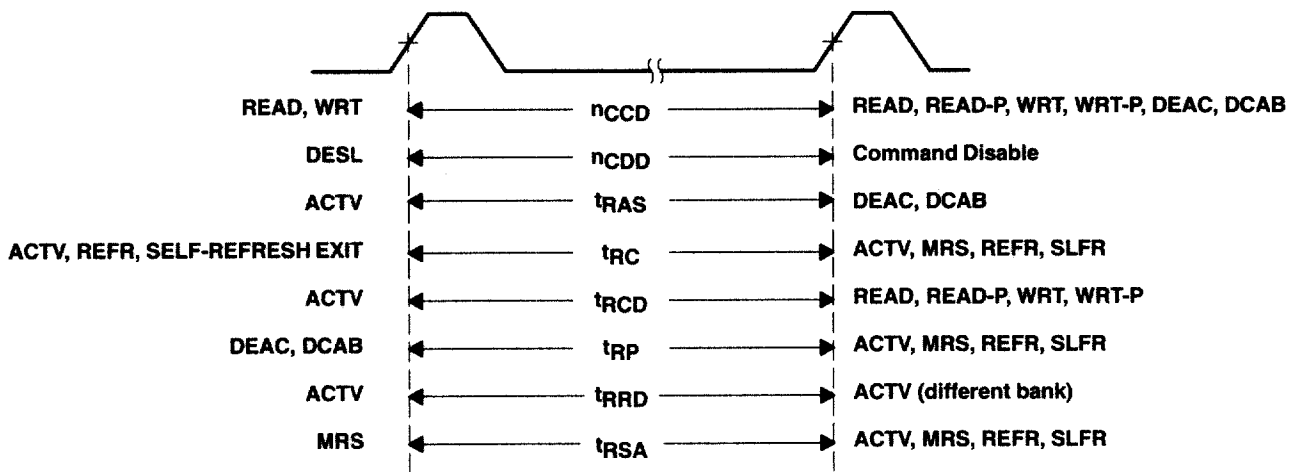 READ, WRT nCCD READ, READ-P, WRT, WRT-P, DEAC, DCAB
DESL nCDD Command Disable
ACTV tRAS DEAC, DCAB
ACTV, REFR, SELF-REFRESH EXIT tRC ACTV, MRS, REFR, SLFR
ACTV tRCD READ, READ-P, WRT, WRT-P
DEAC, DCAB tRP ACTV, MRS, REFR, SLFR
ACTV tRRD ACTV (different bank)
MRS tRSA ACTV, MRS, REFR, SLFR